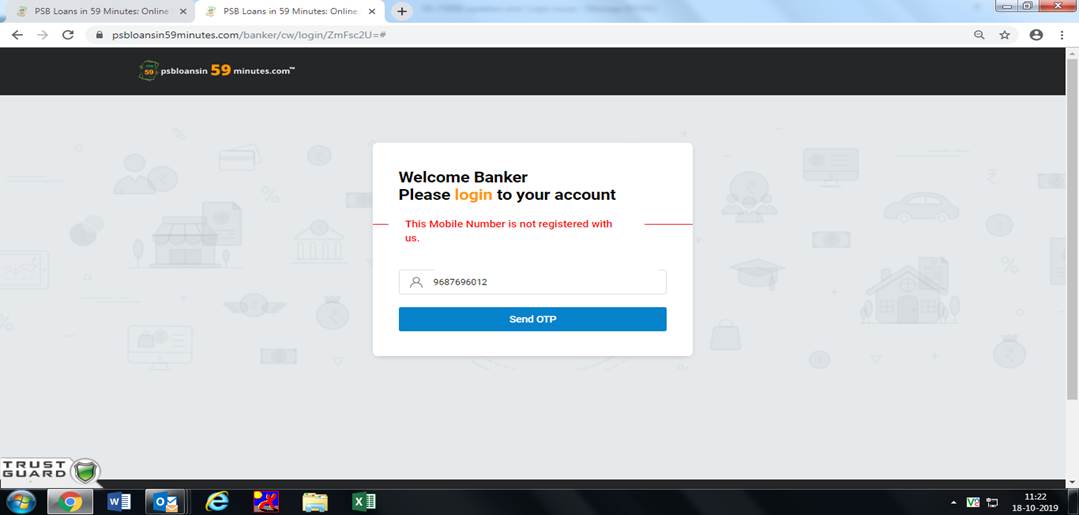 PSB Loans in 59 Minutes: Online
PSB Loans in 59 Minutes: Online
psbloansin59minutes.com/banker/cw/login/ZmFsc2U=#
psbloansin 59 minutes.com™
Welcome Banker
Please login to your account
This Mobile Number is not registered with
us.
9687696012
Send OTP
TRUST
GUARD
11:22
18-10-2019